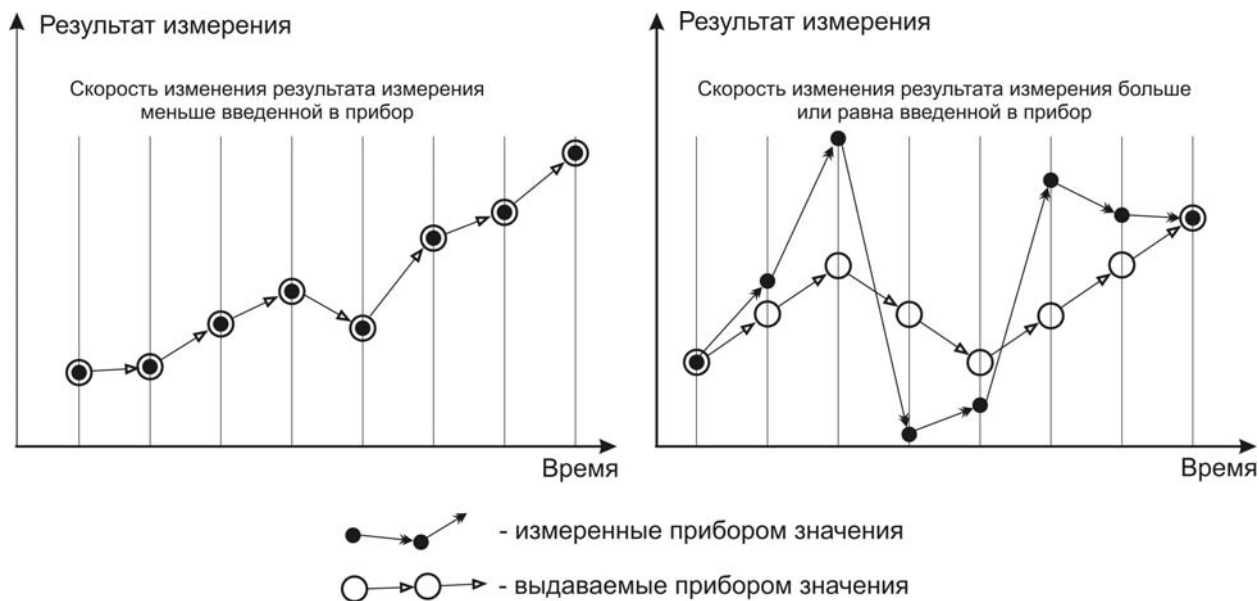 Результат измерения
Скорость изменения результата измерения
меньше введенной в прибор
Время
Результат измерения
Скорость изменения результата измерения больше
или равна введенной в прибор
Время
- измеренные прибором значения
- выдаваемые прибором значения